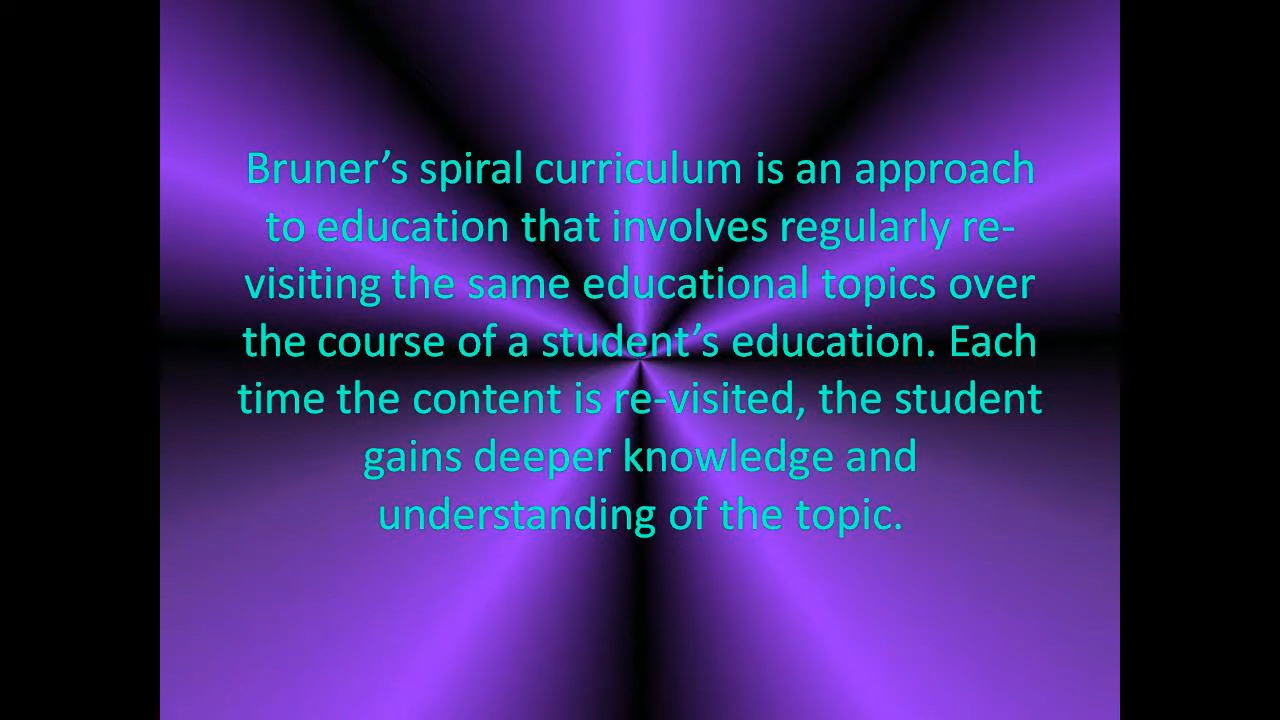 Bruner’s spiral curriculum is an approach
to education that involves regularly re-
visiting the same educational topics over
the course of a student’s education. Each
time the content is re-visited, the student
gains deeper knowledge and
understanding of the topic.